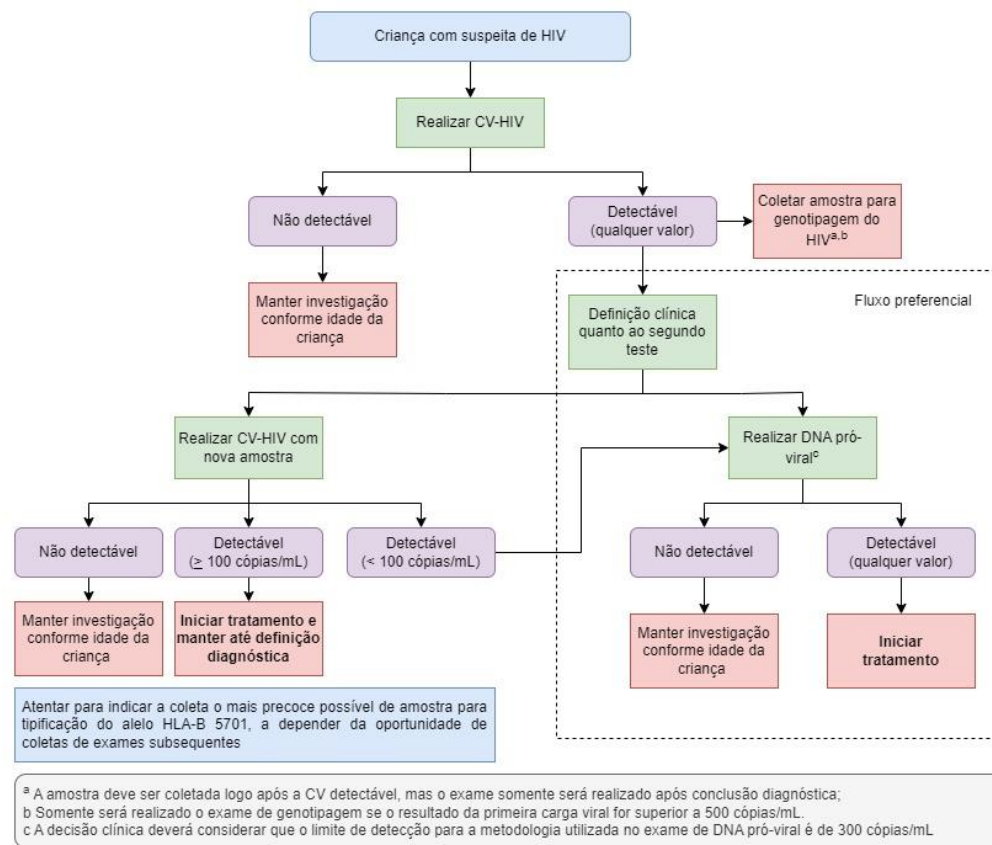 Criança com suspeita de HIV
Realizar CV-HIV
Não detectável
Detectável
(qualquer valor)
Coletar amostra para
genotipagem do
HIVa,b
Manter investigação
conforme idade da
criança
Fluxo preferencial
Definição clínica
quanto ao segundo
teste
Realizar CV-HIV com
nova amostra
Realizar DNA pró-
viralc
Não detectável
Detectável
(≥ 100 cópias/mL)
Detectável
(< 100 cópias/mL)
Não detectável
Detectável
(qualquer valor)
Manter investigação
conforme idade da
criança
Iniciar tratamento e
manter até definição
diagnóstica
Manter investigação
conforme idade da
criança
Iniciar
tratamento
Atentar para indicar a coleta o mais precoce possível de amostra para
tipificação do alelo HLA-B 5701, a depender da oportunidade de
coletas de exames subsequentes
a A amostra deve ser coletada logo após a CV detectável, mas o exame somente será realizado após conclusão diagnóstica;
b Somente será realizado o exame de genotipagem se o resultado da primeira carga viral for superior a 500 cópias/mL.
c A decisão clínica deverá considerar que o limite de detecção para a metodologia utilizada no exame de DNA pró-viral é de 300 cópias/mL